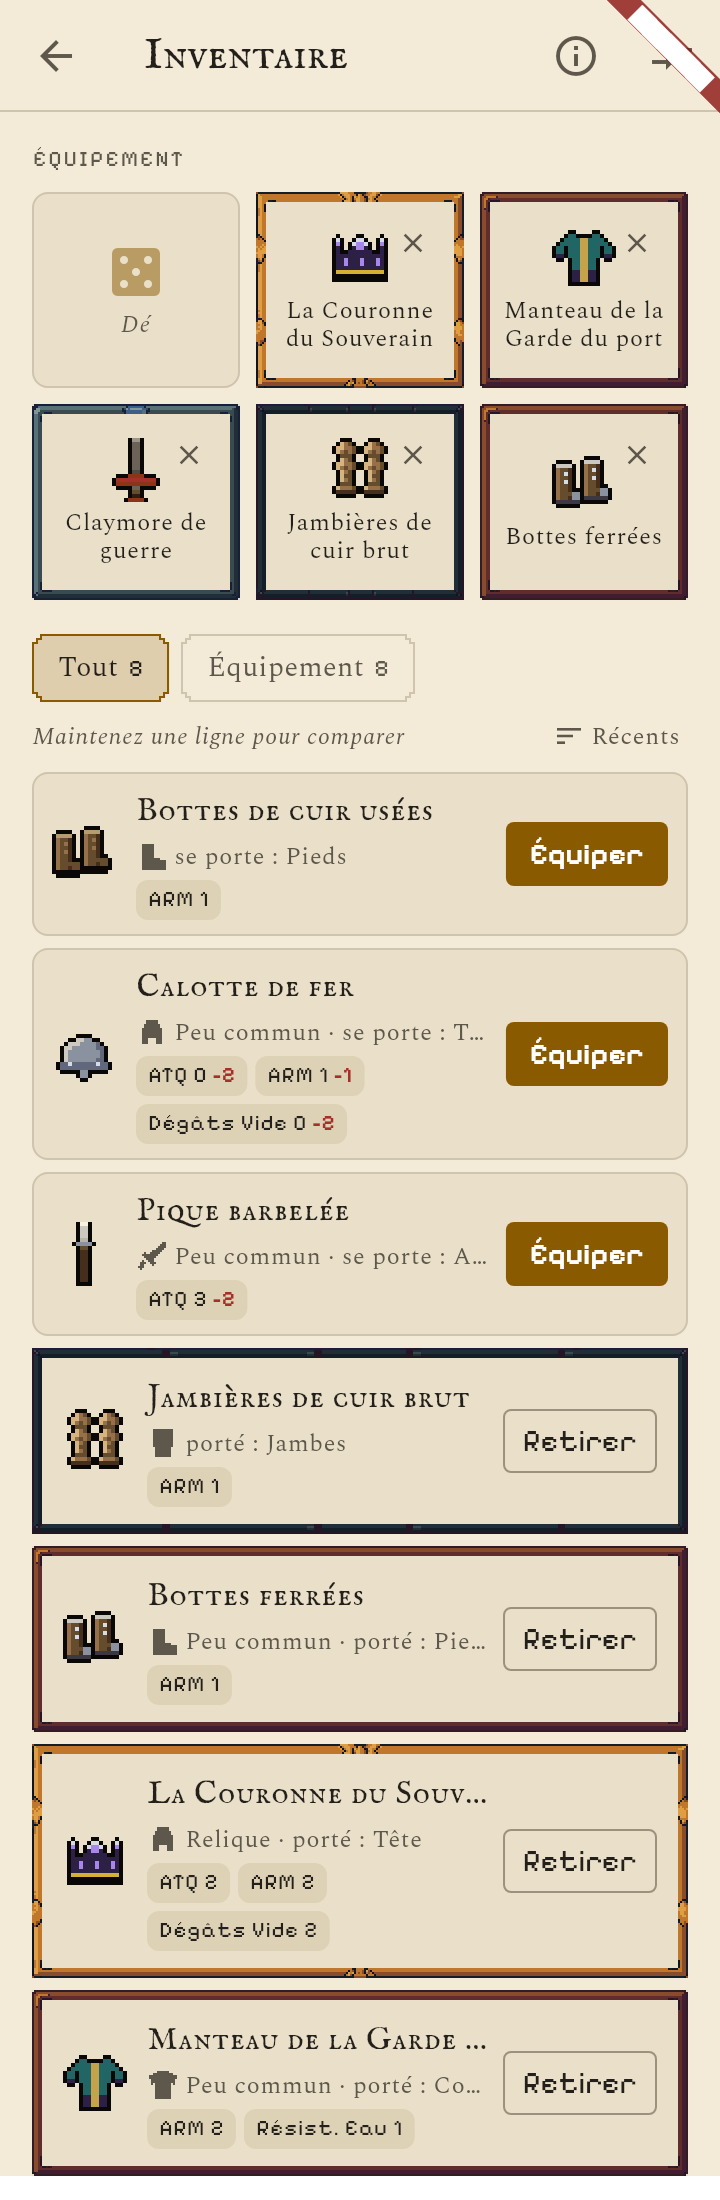 Inventaire
ÉQUIPEMENT
Dé
La Couronne
du Souverain
Manteau de la
Garde du port
Claymore de
guerre
Jambières de
cuir brut
Bottes ferrées
Tout 8
Équipement 8
Maintenez une ligne pour comparer
Récents
Bottes de cuir usées
se porte : Pieds
ARM 1
Équiper
Calotte de fer
Peu commun · se porte : T...
ATQ 0 -2
ARM 1 -1
Dégâts Vide 0 -2
Équiper
Pique barbelée
Peu commun · se porte : A...
ATQ 3 -2
Équiper
Jambières de cuir brut
porté : Jambes
ARM 1
Retirer
Bottes ferrées
Peu commun · porté : Pie...
ARM 1
Retirer
La Couronne du Souv...
Relique · porté : Tête
ATQ 2
ARM 2
Dégâts Vide 2
Retirer
Manteau de la Garde ...
Peu commun · porté : Co...
ARM 2
Résist. Eau 1
Retirer